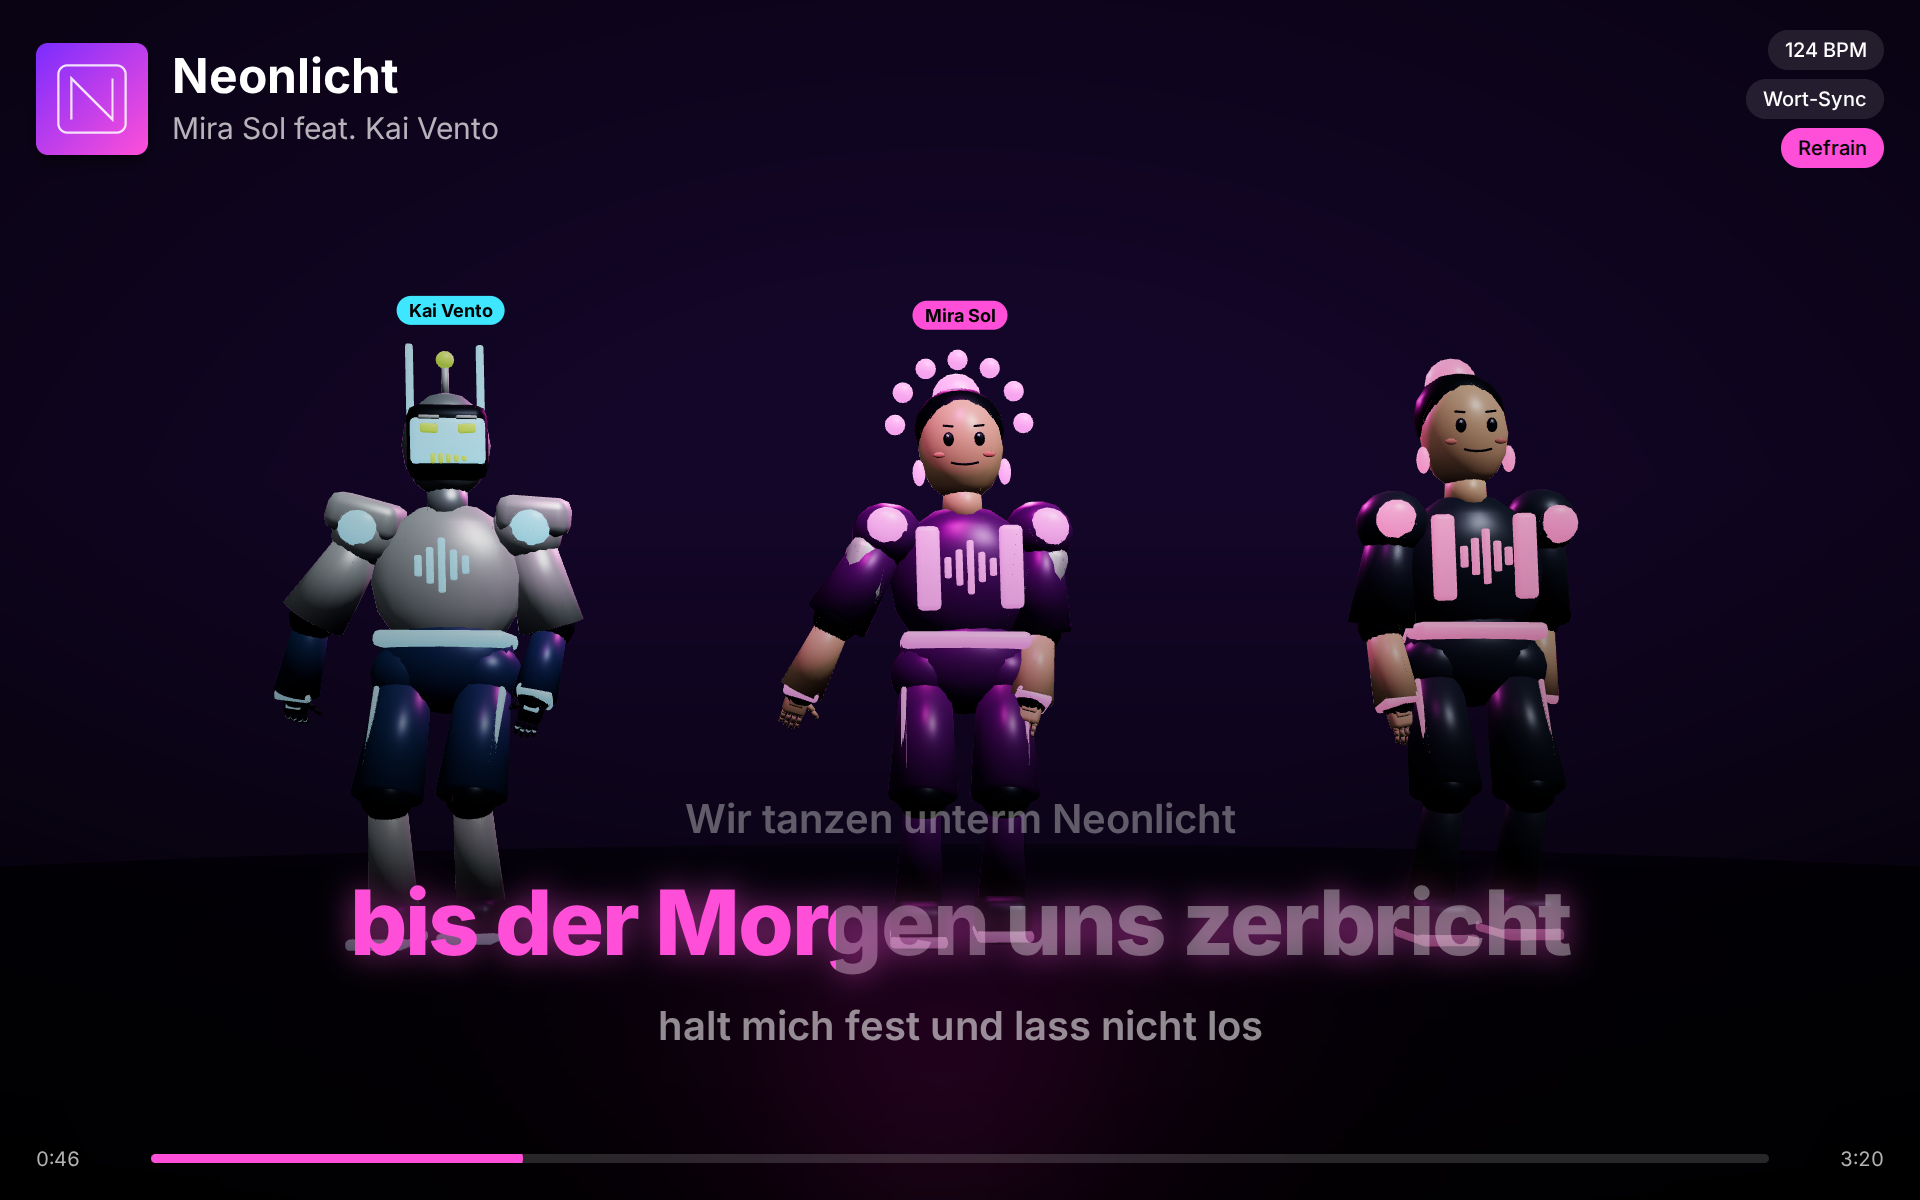 N
Neonlicht
Mira Sol feat. Kai Vento
124 BPM
Wort-Sync
Refrain
Kai Vento
Mira Sol
Wir tanzen unterm Neonlicht
bis der Morgen uns zerbricht
halt mich fest und lass nicht los
0:46
3:20